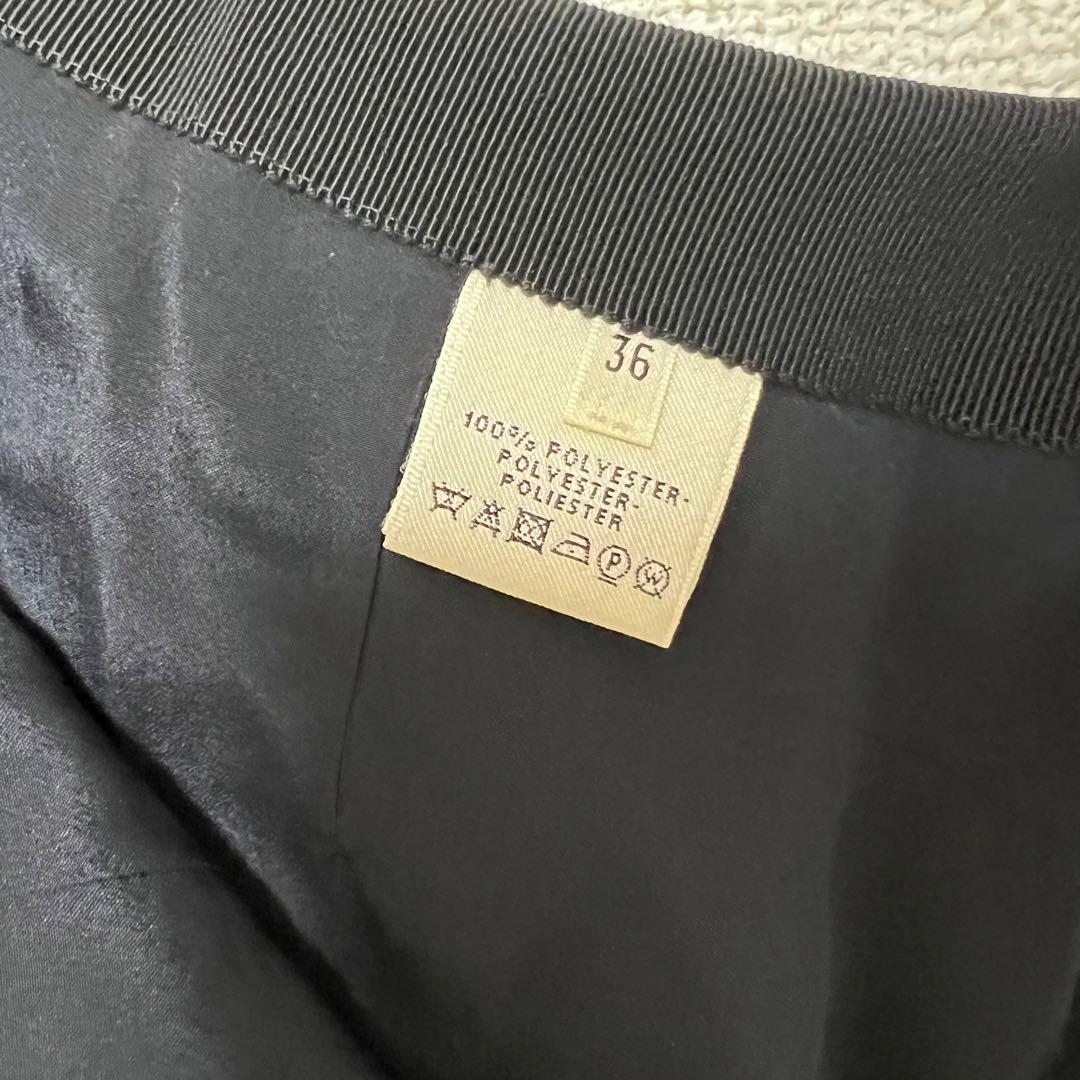 36
100% POLYESTER-
POLYESTER-
POLIESTER
P W